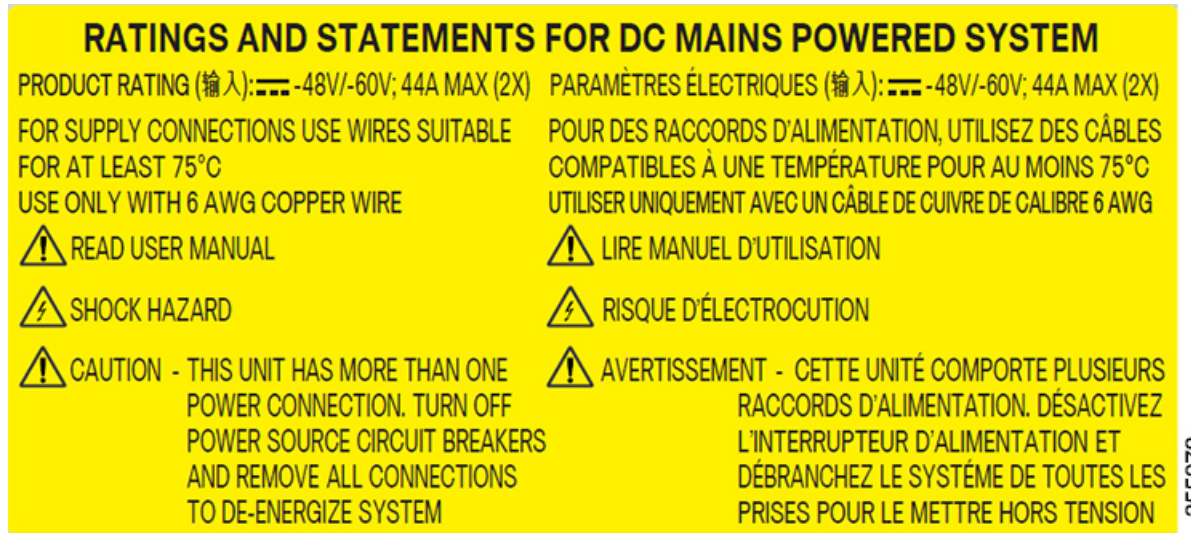 RATINGS AND STATEMENTS FOR DC MAINS POWERED SYSTEM
PRODUCT RATING (输入): -48V/-60V; 44A MAX (2X)
FOR SUPPLY CONNECTIONS USE WIRES SUITABLE
FOR AT LEAST 75°C
USE ONLY WITH 6 AWG COPPER WIRE
READ USER MANUAL
SHOCK HAZARD
CAUTION - THIS UNIT HAS MORE THAN ONE
POWER CONNECTION. TURN OFF
POWER SOURCE CIRCUIT BREAKERS
AND REMOVE ALL CONNECTIONS
TO DE-ENERGIZE SYSTEM
PARAMÈTRES ÉLECTRIQUES (输入): -48V/-60V; 44A MAX (2X)
POUR DES RACCORDS D'ALIMENTATION, UTILISEZ DES CÂBLES
COMPATIBLES À UNE TEMPÉRATURE POUR AU MOINS 75°C
UTILISER UNIQUEMENT AVEC UN CÂBLE DE CUIVRE DE CALIBRE 6 AWG
LIRE MANUEL D'UTILISATION
RISQUE D'ÉLECTROCUTION
AVERTISSEMENT - CETTE UNITÉ COMPORTE PLUSIEURS
RACCORDS D'ALIMENTATION. DÉSACTIVEZ
L'INTERRUPTEUR D'ALIMENTATION ET
DÉBRANCHEZ LE SYSTÉME DE TOUTES LES
PRISES POUR LE METTRE HORS TENSION